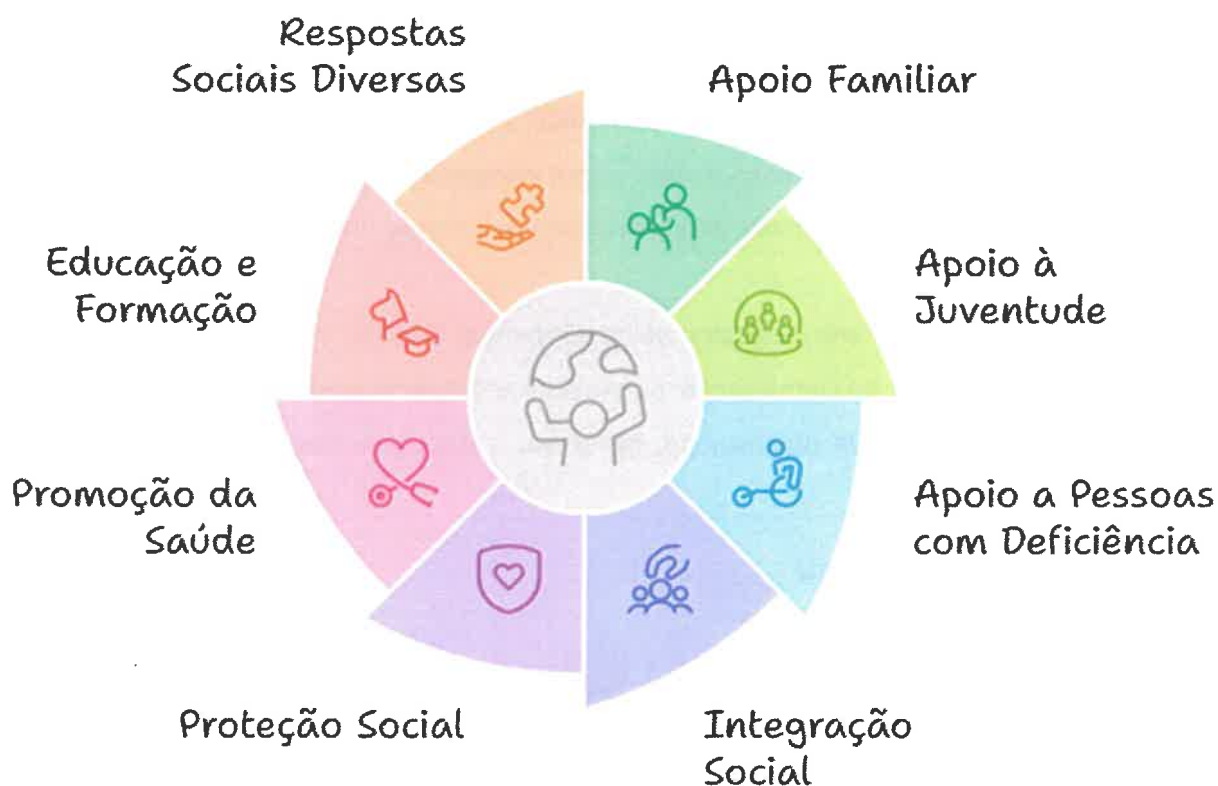 Respostas
Sociais Diversas
Apoio Familiar
Educação e
Formação
Apoio à
Juventude
Promoção da
Saúde
Apoio a Pessoas
com Deficiência
Proteção Social
Integração
Social